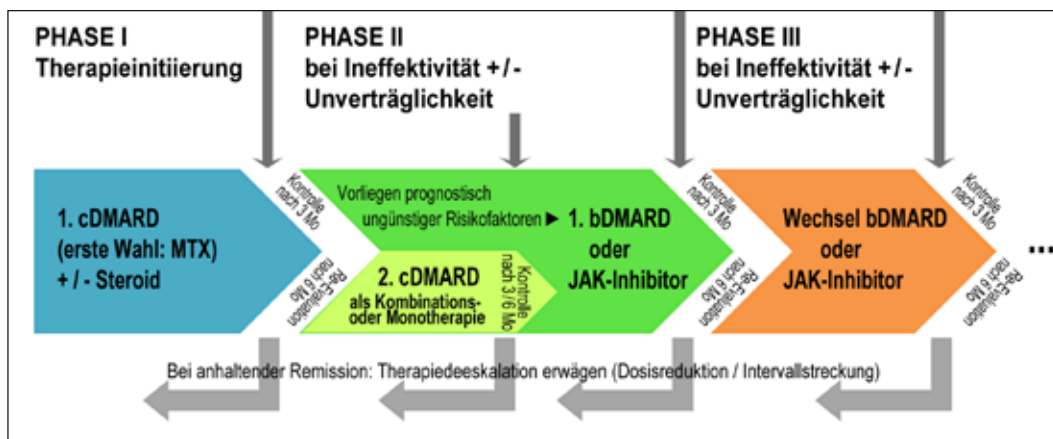 PHASE I
Therapieinitiierung
PHASE II
bei Ineffektivität +/-
Unverträglichkeit
PHASE III
bei Ineffektivität +/-
Unverträglichkeit
1. cDMARD
(erste Wahl: MTX)
+/- Steroid
Kontrolle
nach 3 Mo
Re-Evaluation
nach 6 Mo
Vorliegen prognostisch
ungünstiger Risikofaktoren ►
2. cDMARD
als Kombinations-
oder Monotherapie
Kontrolle
nach 3/6 Mo
1. bDMARD
oder
JAK-Inhibitor
Kontrolle
nach 3 Mo
Re-Evaluation
nach 6 Mo
Wechsel bDMARD
oder
JAK-Inhibitor
Kontrolle
nach 3 Mo
Re-Evaluation
nach 6 Mo
...
Bei anhaltender Remission: Therapiedeeskalation erwägen (Dosisreduktion / Intervallstreckung)